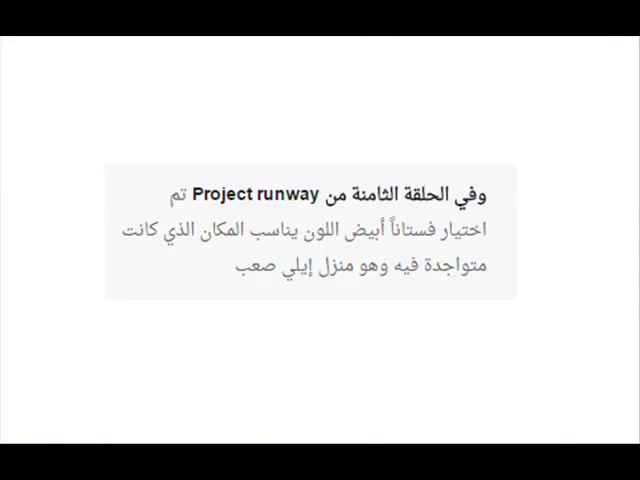 وفي الحلقة الثامنة من Project runway تم
اختيار فستاناً أبيض اللون يناسب المكان الذي كانت
متواجدة فيه وهو منزل إيلي صعب